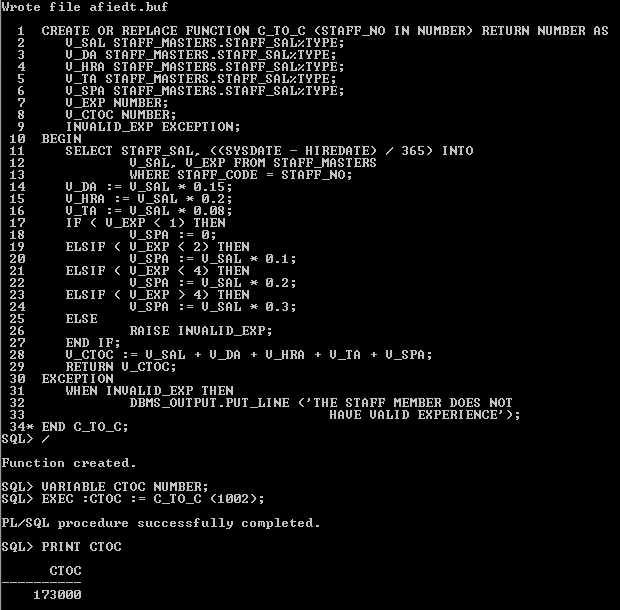 Wrote file afiedt.buf
  1  CREATE OR REPLACE FUNCTION C_TO_C (STAFF_NO IN NUMBER) RETURN NUMBER AS
  2     V_SAL STAFF_MASTERS.STAFF_SAL%TYPE;
  3     V_DA STAFF_MASTERS.STAFF_SAL%TYPE;
  4     V_HRA STAFF_MASTERS.STAFF_SAL%TYPE;
  5     V_TA STAFF_MASTERS.STAFF_SAL%TYPE;
  6     V_SPA STAFF_MASTERS.STAFF_SAL%TYPE;
  7     V_EXP NUMBER;
  8     V_CTOC NUMBER;
  9     INVALID_EXP EXCEPTION;
 10  BEGIN
 11     SELECT STAFF_SAL, ((SYSDATE - HIREDATE) / 365) INTO
 12             V_SAL, V_EXP FROM STAFF_MASTERS
 13             WHERE STAFF_CODE = STAFF_NO;
 14     V_DA := V_SAL * 0.15;
 15     V_HRA := V_SAL * 0.2;
 16     V_TA := V_SAL * 0.08;
 17     IF ( V_EXP < 1) THEN
 18             V_SPA := 0;
 19     ELSIF ( V_EXP < 2) THEN
 20             V_SPA := V_SAL * 0.1;
 21     ELSIF ( V_EXP < 4) THEN
 22             V_SPA := V_SAL * 0.2;
 23     ELSIF ( V_EXP > 4) THEN
 24             V_SPA := V_SAL * 0.3;
 25     ELSE
 26             RAISE INVALID_EXP;
 27     END IF;
 28     V_CTOC := V_SAL + V_DA + V_HRA + V_TA + V_SPA;
 29     RETURN V_CTOC;
 30  EXCEPTION
 31     WHEN INVALID_EXP THEN
 32             DBMS_OUTPUT.PUT_LINE ('THE STAFF MEMBER DOES NOT
 33                                     HAVE VALID EXPERIENCE');
 34* END C_TO_C;
SQL> /
Function created.
SQL> VARIABLE CTOC NUMBER;
SQL> EXEC :CTOC := C_TO_C (1002);
PL/SQL procedure successfully completed.
SQL> PRINT CTOC
      CTOC
----------
    173000